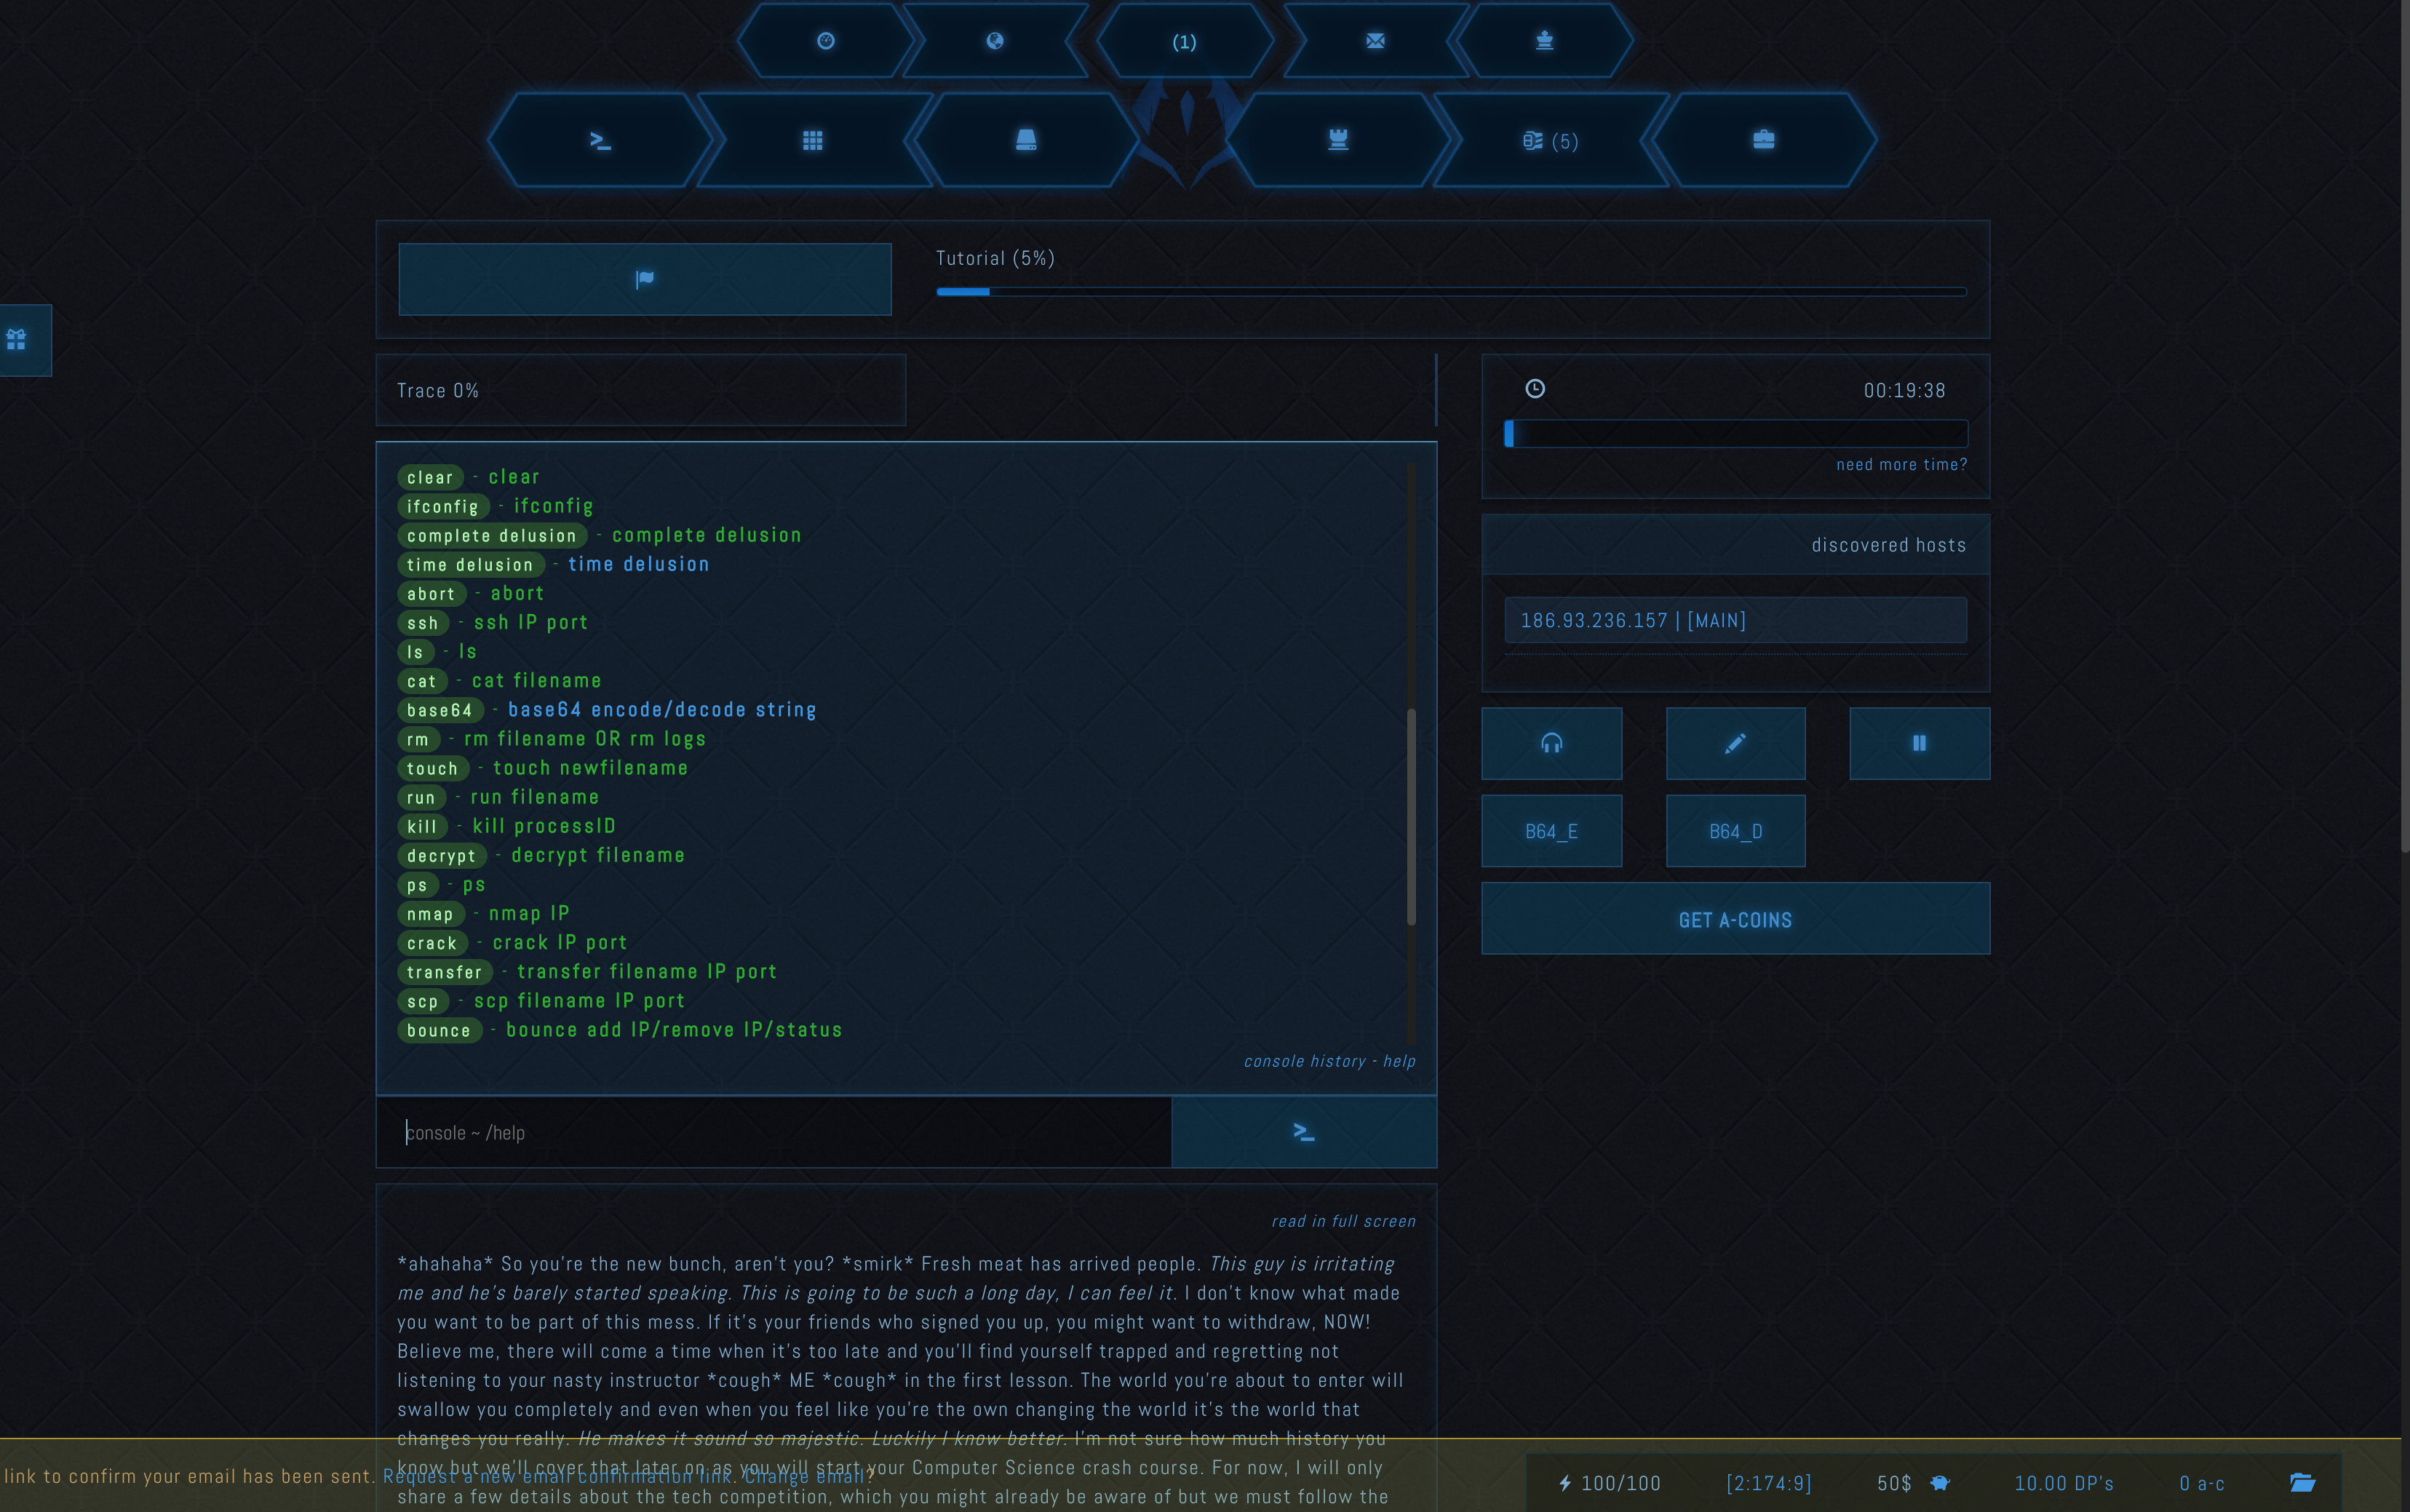 (1)
(5)
Tutorial (5%)
Trace 0%
00:19:38
need more time?
clear - clear
ifconfig - ifconfig
complete delusion - complete delusion
time delusion - time delusion
abort - abort
ssh - ssh IP port
ls - ls
cat - cat filename
base64 - base64 encode/decode string
rm - rm filename OR rm logs
touch - touch newfilename
run - run filename
kill - kill processID
decrypt - decrypt filename
ps - ps
nmap - nmap IP
crack - crack IP port
transfer - transfer filename IP port
scp - scp filename IP port
bounce - bounce add IP/remove IP/status
console history - help
console ~ /help
discovered hosts
186.93.236.157 | [MAIN]
B64_E
B64_D
GET A-COINS
read in full screen
*ahahaha* So you're the new bunch, aren't you? *smirk* Fresh meat has arrived people. This guy is irritating
me and he's barely started speaking. This is going to be such a long day, I can feel it. I don't know what made
you want to be part of this mess. If it's your friends who signed you up, you might want to withdraw, NOW!
Believe me, there will come a time when it's too late and you'll find yourself trapped and regretting not
listening to your nasty instructor *cough* ME *cough* in the first lesson. The world you're about to enter will
swallow you completely and even when you feel like you're the own changing the world it's the world that
changes you really. He makes it sound so majestic. Luckily I know better. I'm not sure how much history you
know but we'll cover that later on as you will start your Computer Science crash course. For now, I will only
share a few details about the tech competition, which you might already be aware of but we must follow the
link to confirm your email has been sent. Request a new email confirmation link. Change email?
100/100
[2:174:9]
50$
10.00 DP's
0 a-c